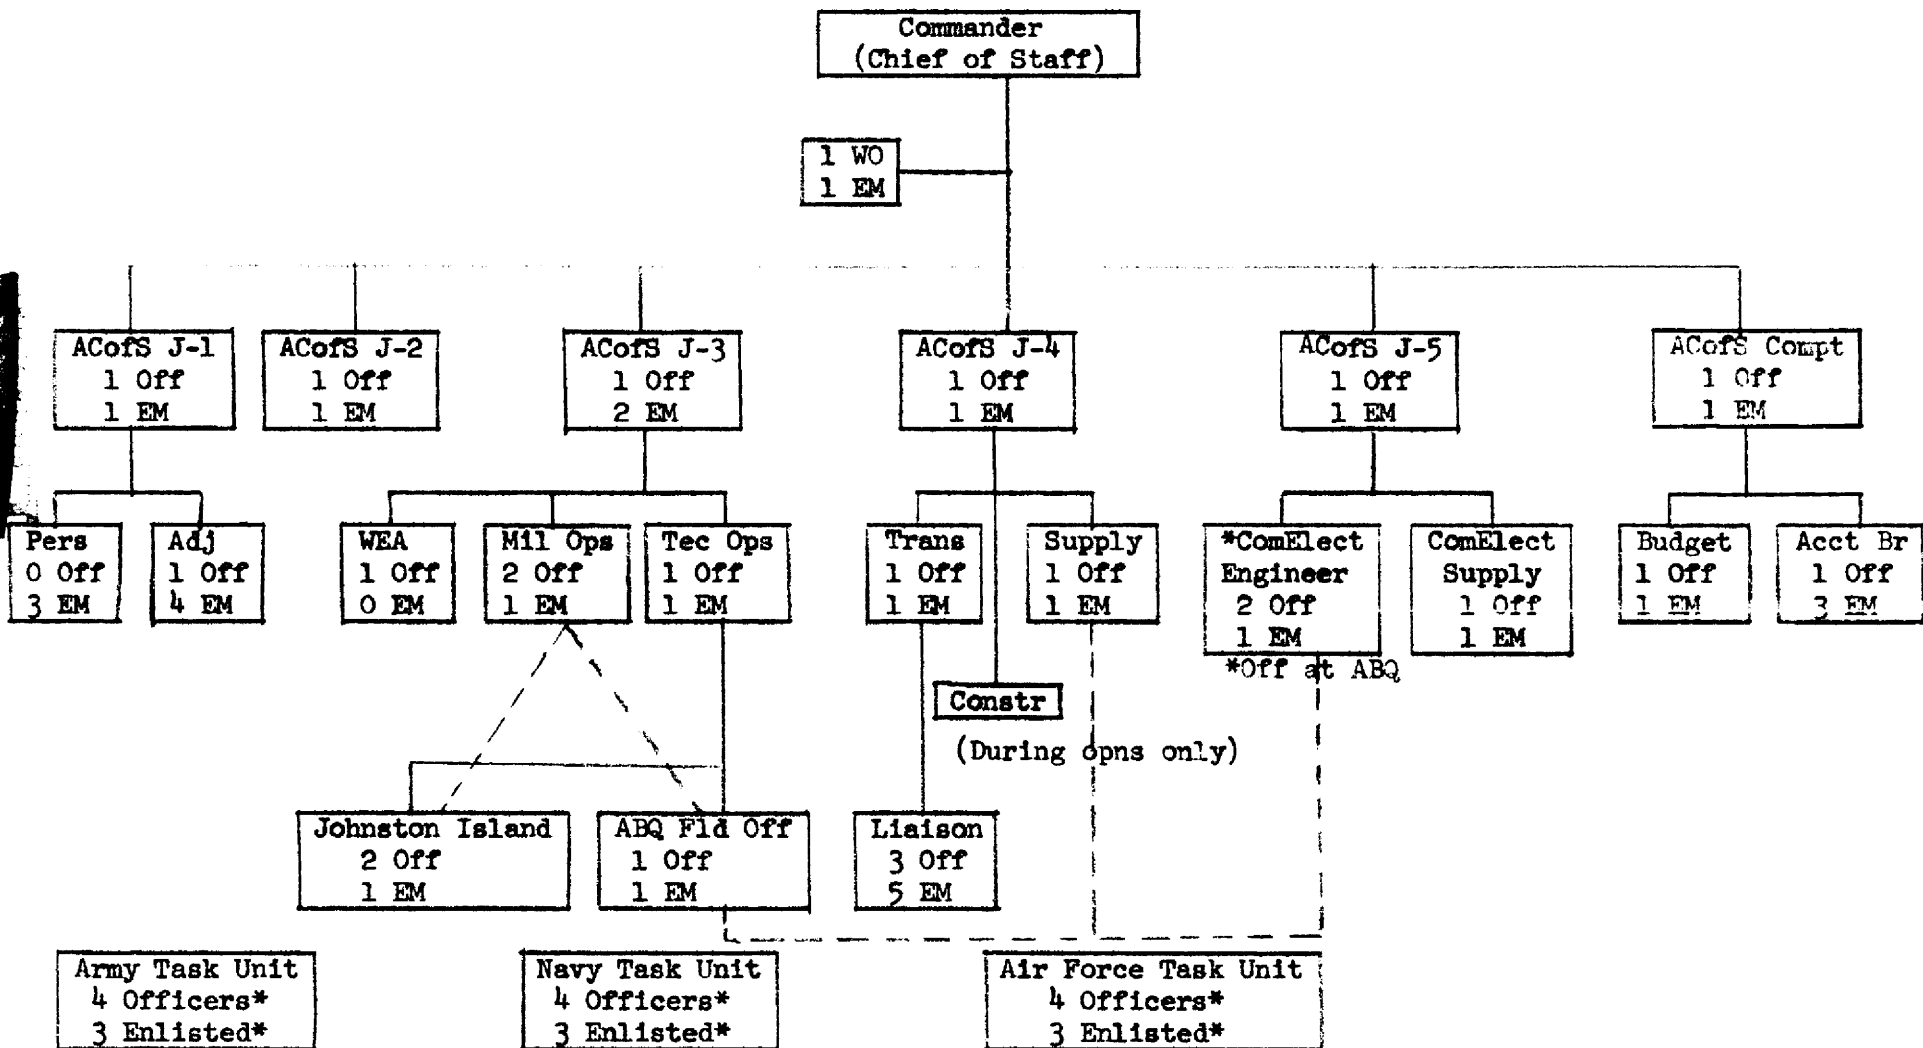 Commander
(Chief of Staff)
1 WO
1 EM
ACofS J-1
1 Off
1 EM
ACofS J-2
1 Off
1 EM
ACofS J-3
1 Off
2 EM
ACofS J-4
1 Off
1 EM
ACofS J-5
1 Off
1 EM
ACofS Compt
1 Off
1 EM
Pers
0 Off
3 EM
Adj
1 Off
4 EM
WEA
1 Off
0 EM
Mil Ops
2 Off
1 EM
Tec Ops
1 Off
1 EM
Trans
1 Off
1 EM
Supply
1 Off
1 EM
*ComElect
Engineer
2 Off
1 EM
*Off at ABQ
ComElect
Supply
1 Off
1 EM
Budget
1 Off
1 EM
Acct Br
1 Off
3 EM
Constr
(During opns only)
Johnston Island
2 Off
1 EM
ABQ Fld Off
1 Off
1 EM
Liaison
3 Off
5 EM
Army Task Unit
4 Officers*
3 Enlisted*
Navy Task Unit
4 Officers*
3 Enlisted*
Air Force Task Unit
4 Officers*
3 Enlisted*